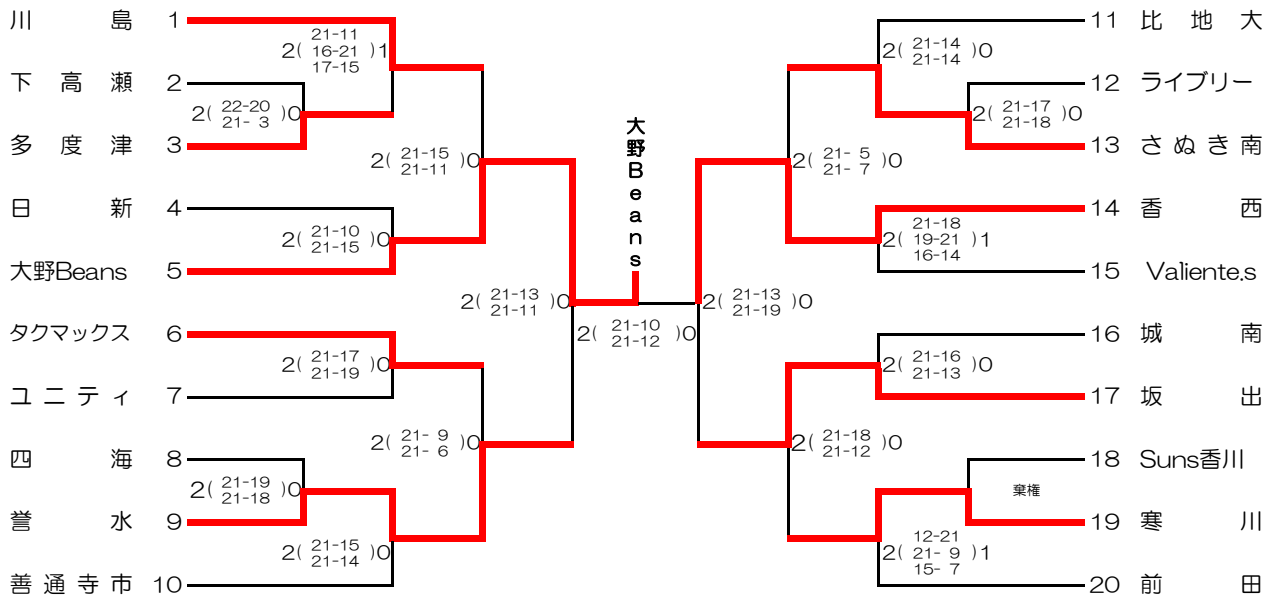 川島 1
下高瀬 2
多度津 3
日新 4
大野Beans 5
タクマックス 6
ユニティ 7
四海 8
誉水 9
善通寺市 10
2( 21-11
16-21
17-15 )1
2( 22-20
21- 3 )0
2( 21-10
21-15 )0
2( 21-17
21-19 )0
2( 21-19
21-18 )0
2( 21-15
21-14 )0
2( 21-15
21-11 )0
2( 21- 9
21- 6 )0
2( 21-13
21-11 )0
大野Beans
2( 21-10
21-12 )0
2( 21-13
21-19 )0
2( 21- 5
21- 7 )0
2( 21-18
21-12 )0
2( 21-14
21-14 )0
2( 21-17
21-18 )0
2( 21-18
19-21
16-14 )1
2( 21-16
21-13 )0
棄権
2( 12-21
21- 9
15- 7 )1
11 比地大
12 ライブリー
13 さぬき南
14 香西
15 Valiente.s
16 城南
17 坂出
18 Suns香川
19 寒川
20 前田